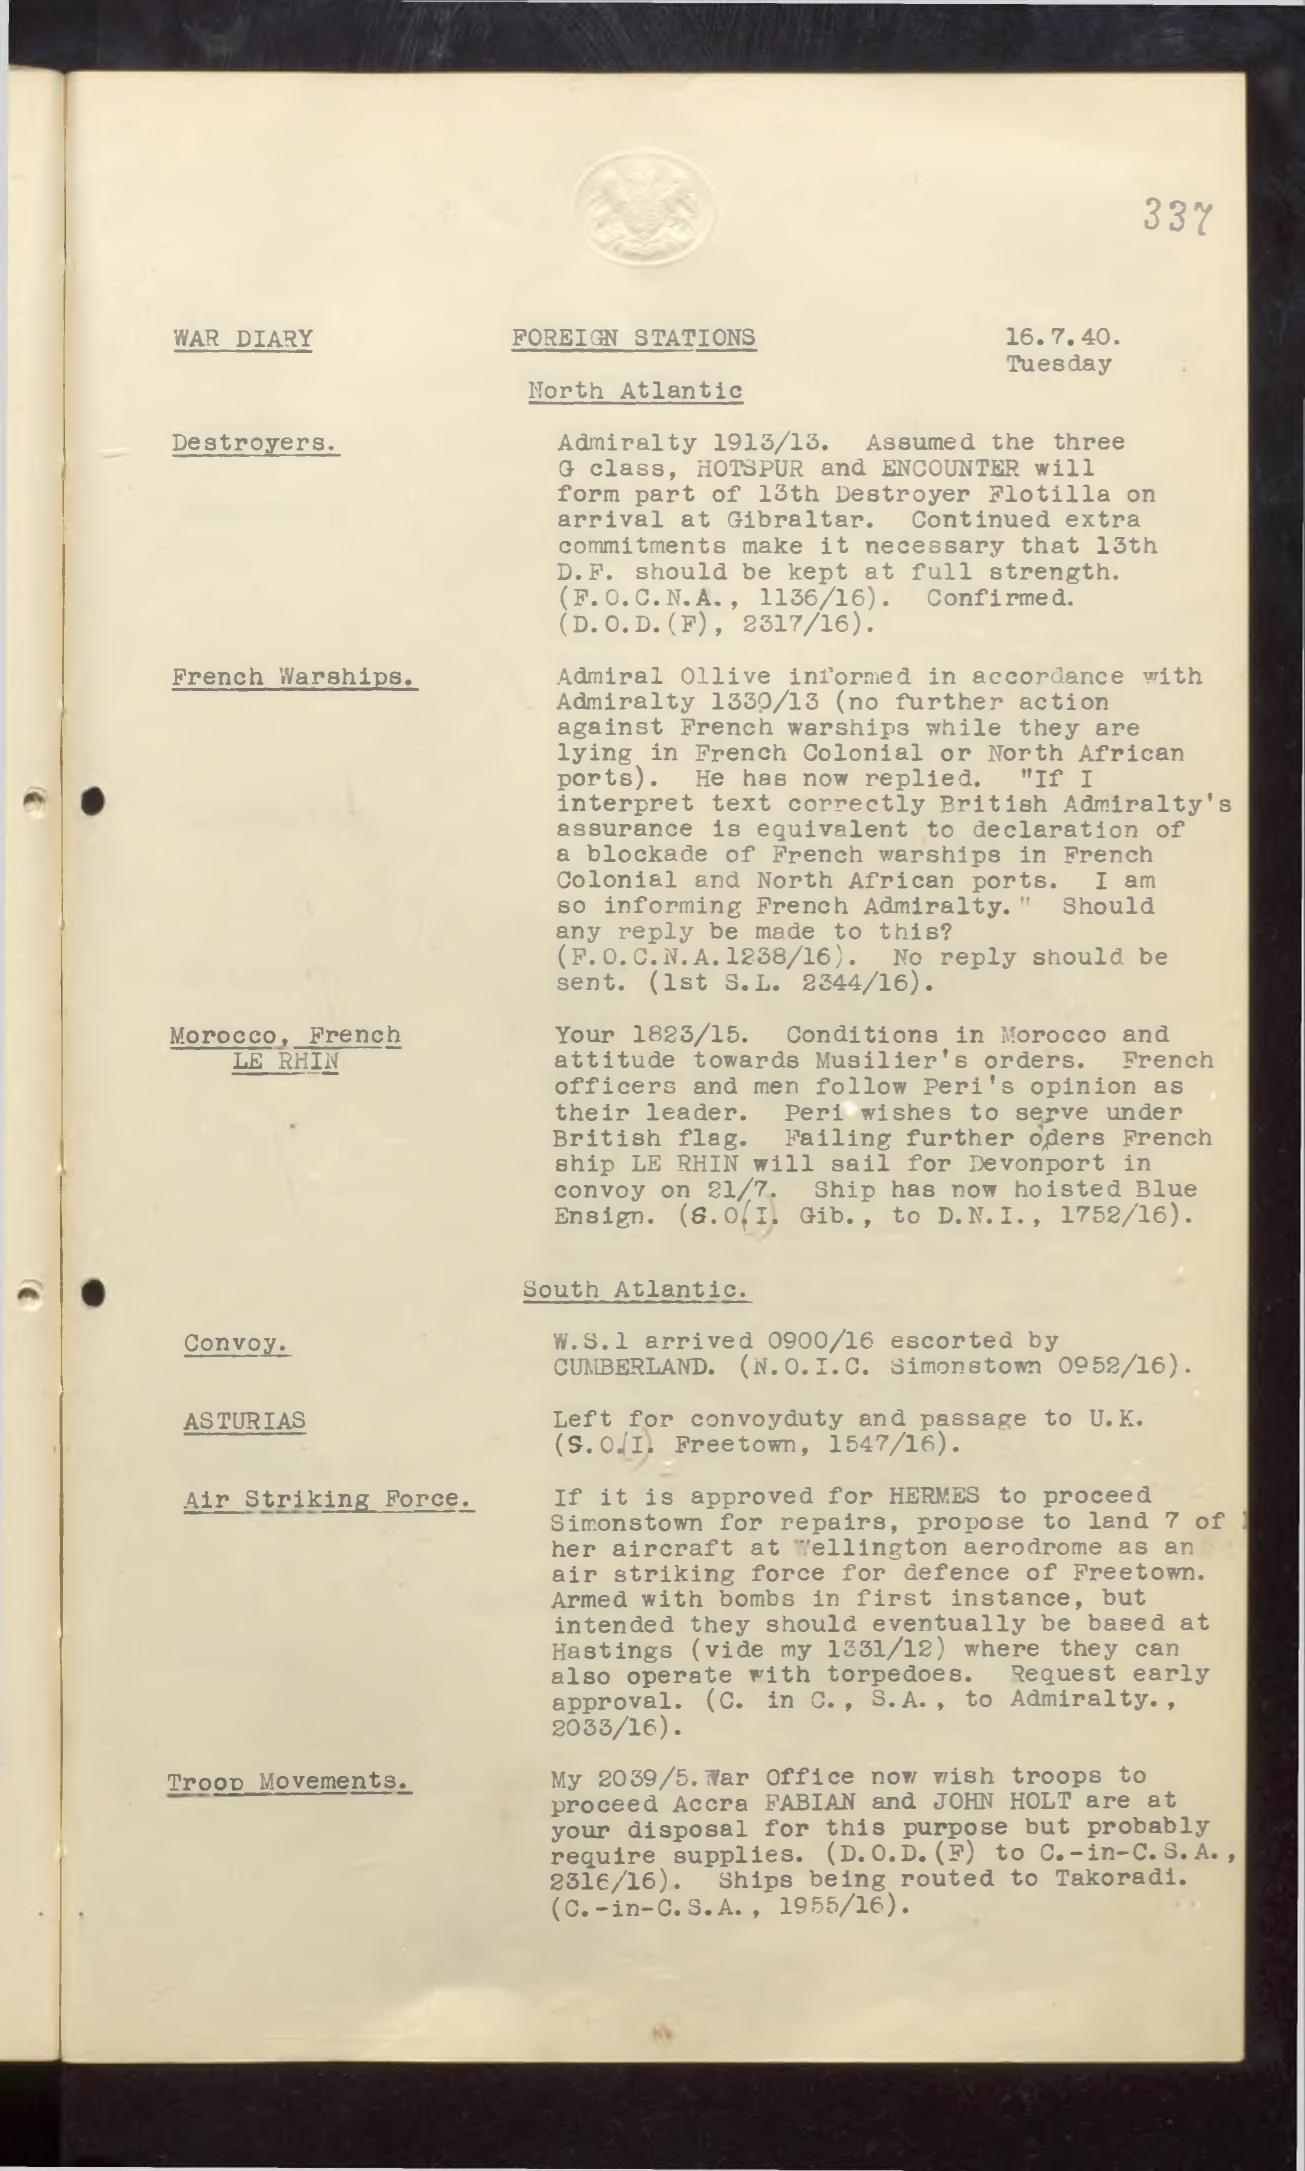 337
WAR DIARY FOREIGN STATIONS 16.7.40.
Tuesday
North Atlantic
Destroyers. Admiralty 1913/13. Assumed the three
G class, HOTSPUR and ENCOUNTER will
form part of 13th Destroyer Flotilla on
arrival at Gibraltar. Continued extra
commitments make it necessary that 13th
D.F. should be kept at full strength.
(F.O.C.N.A., 1136/16). Confirmed.
(D.O.D.(F), 2317/16).
French Warships. Admiral Ollive informed in accordance with
Admiralty 1330/13 (no further action
against French warships while they are
lying in French Colonial or North African
ports). He has now replied. "If I
interpret text correctly British Admiralty's
assurance is equivalent to declaration of
a blockade of French warships in French
Colonial and North African ports. I am
so informing French Admiralty." Should
any reply be made to this?
(F.O.C.N.A.1238/16). No reply should be
sent. (1st S.L. 2344/16).
Morocco, French Your 1823/15. Conditions in Morocco and
LE RHIN attitude towards Musilier's orders. French
officers and men follow Peri's opinion as
their leader. Peri wishes to serve under
British flag. Failing further orders French
ship LE RHIN will sail for Devonport in
convoy on 21/7. Ship has now hoisted Blue
Ensign. (S.O.(I). Gib., to D.N.I., 1752/16).
South Atlantic.
Convoy. W.S.1 arrived 0900/16 escorted by
CUMBERLAND. (N.O.I.C. Simonstown 0952/16).
ASTURIAS Left for convoyduty and passage to U.K.
(S.O.(I). Freetown, 1547/16).
Air Striking Force. If it is approved for HERMES to proceed
Simonstown for repairs, propose to land 7 of
her aircraft at Wellington aerodrome as an
air striking force for defence of Freetown.
Armed with bombs in first instance, but
intended they should eventually be based at
Hastings (vide my 1331/12) where they can
also operate with torpedoes. Request early
approval. (C. in C., S.A., to Admiralty.,
2033/16).
Troop Movements. My 2039/5. War Office now wish troops to
proceed Accra FABIAN and JOHN HOLT are at
your disposal for this purpose but probably
require supplies. (D.O.D.(F) to C.-in-C.S.A.,
2316/16). Ships being routed to Takoradi.
(C.-in-C.S.A., 1955/16).